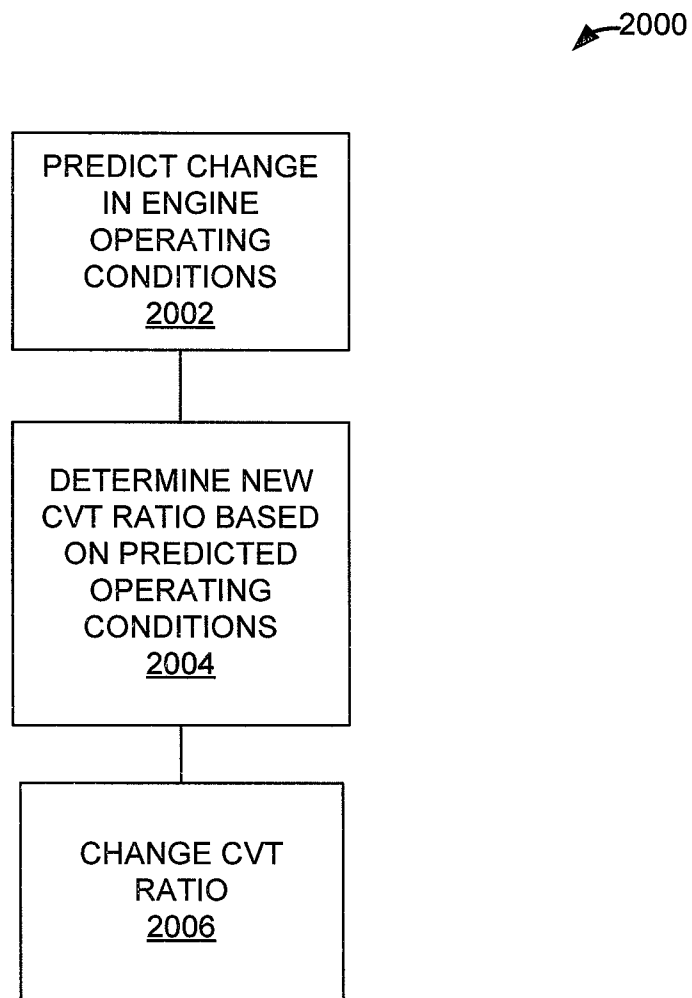 2000
PREDICT CHANGE
IN ENGINE
OPERATING
CONDITIONS
2002
DETERMINE NEW
CVT RATIO BASED
ON PREDICTED
OPERATING
CONDITIONS
2004
CHANGE CVT
RATIO
2006